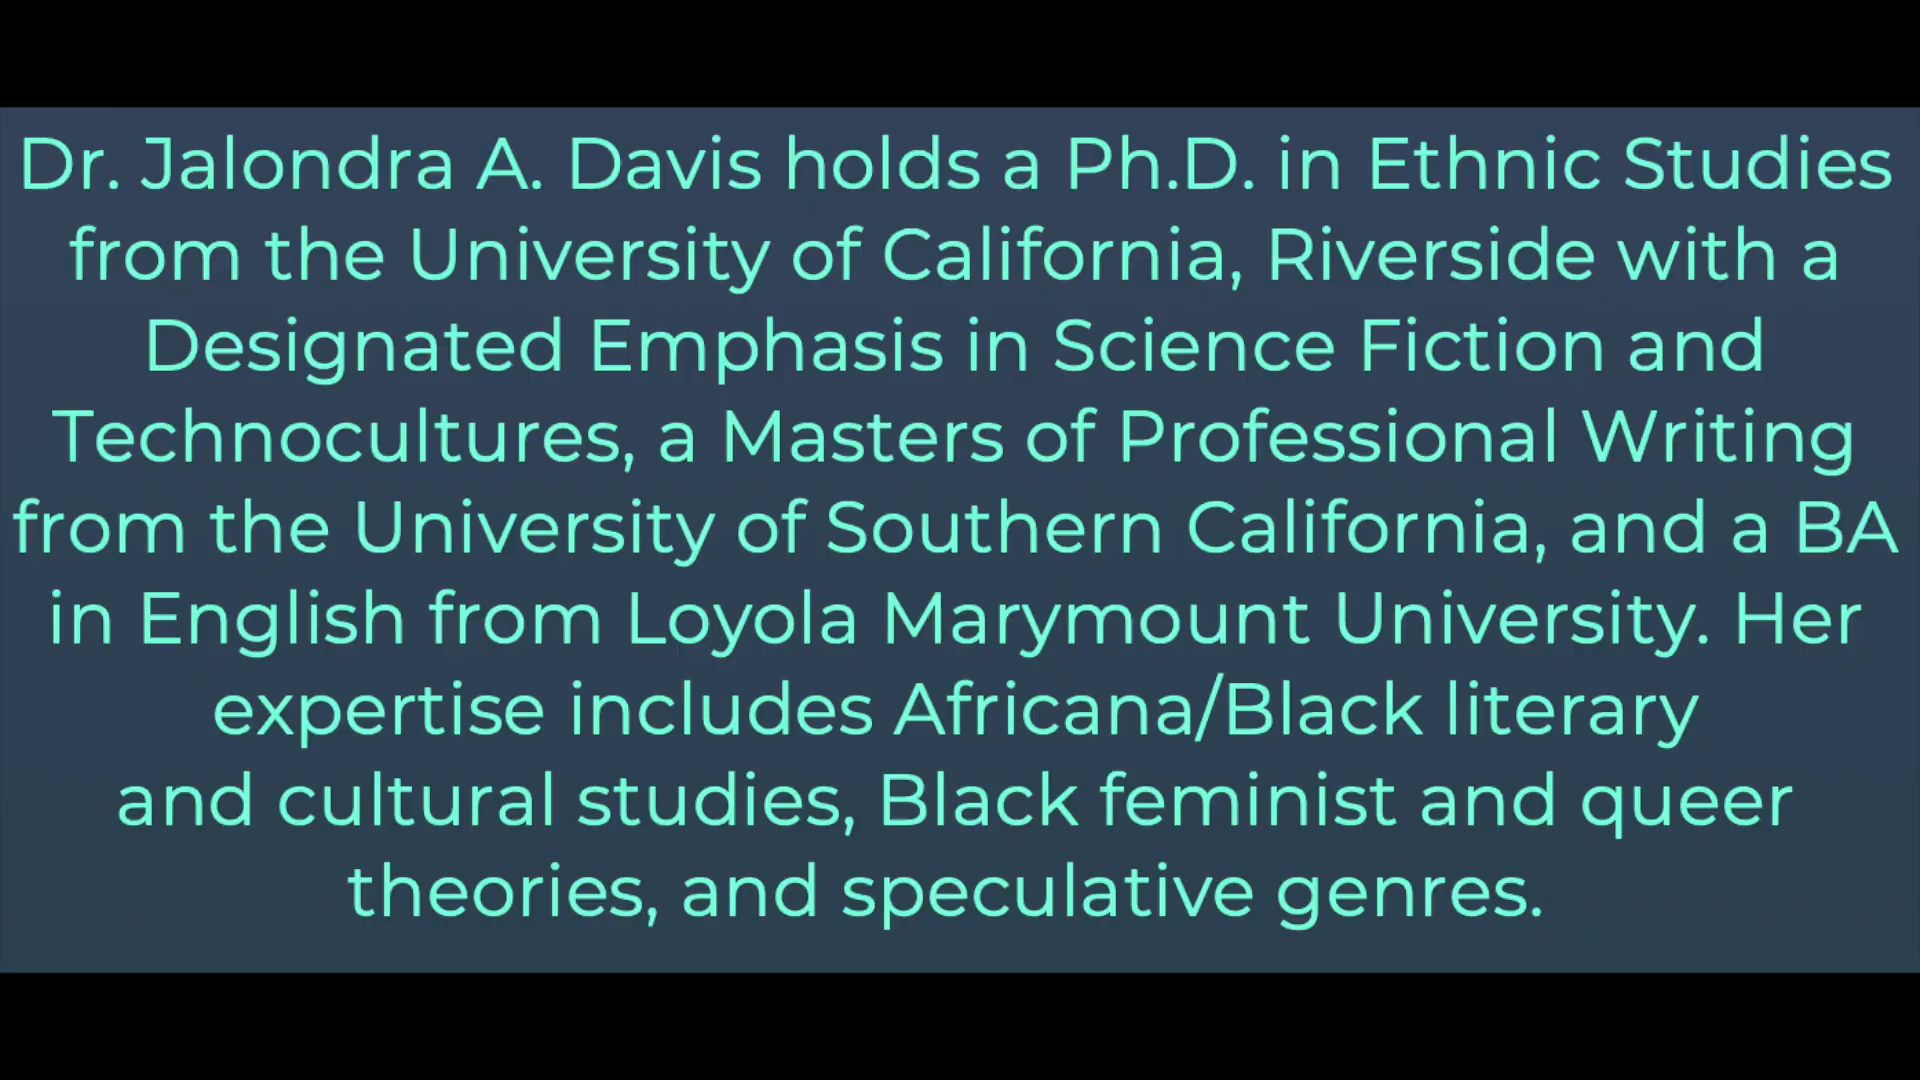 Dr. Jalondra A. Davis holds a Ph.D. in Ethnic Studies
from the University of California, Riverside with a
Designated Emphasis in Science Fiction and
Technocultures, a Masters of Professional Writing
from the University of Southern California, and a BA
in English from Loyola Marymount University. Her
expertise includes Africana/Black literary
and cultural studies, Black feminist and queer
theories, and speculative genres.